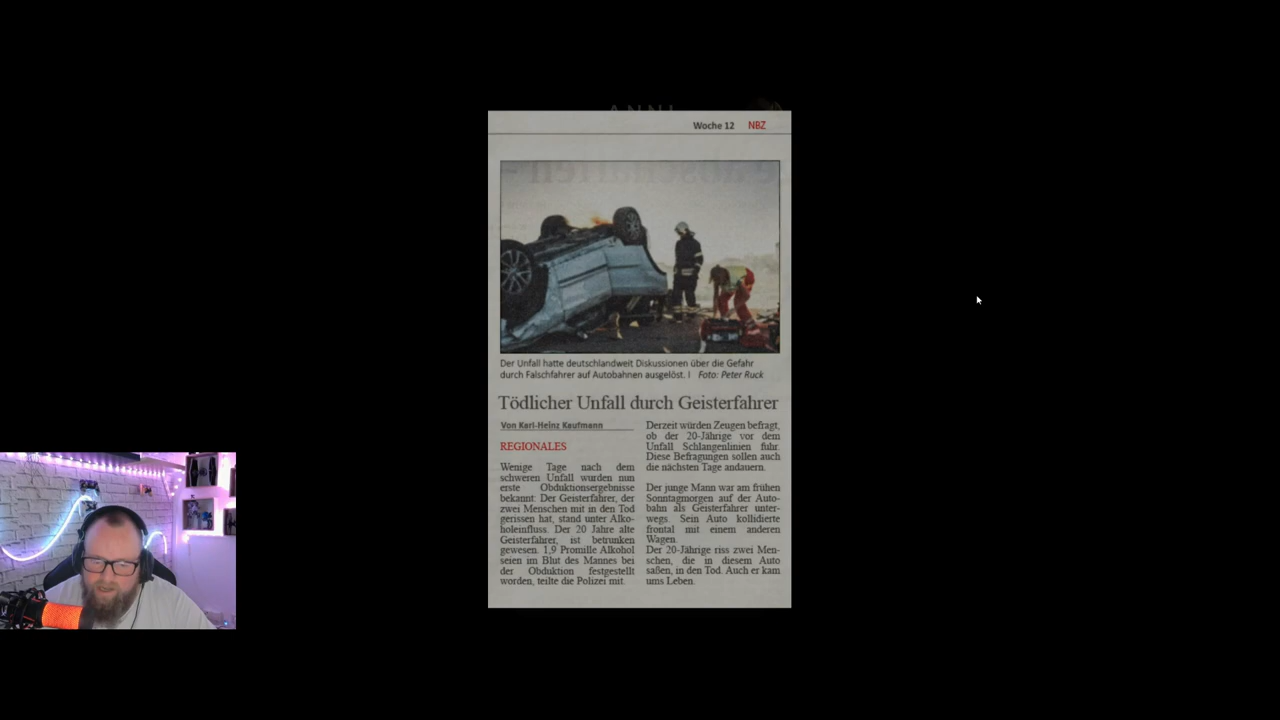 ANNI
Woche 12 NBZ
Der Unfall hatte deutschlandweit Diskussionen über die Gefahr
durch Falschfahrer auf Autobahnen ausgelöst. I Foto: Peter Ruck
Tödlicher Unfall durch Geisterfahrer
Von Karl-Heinz Kaufmann
REGIONALES
Wenige Tage nach dem
schweren Unfall wurden nun
erste Obduktionsergebnisse
bekannt: Der Geisterfahrer, der
zwei Menschen mit in den Tod
gerissen hat, stand unter Alko-
holeinfluss. Der 20 Jahre alte
Geisterfahrer, ist betrunken
gewesen. 1,9 Promille Alkohol
seien im Blut des Mannes bei
der Obduktion festgestellt
worden, teilte die Polizei mit.
Derzeit würden Zeugen befragt,
ob der 20-Jährige vor dem
Unfall Schlangenlinien fuhr.
Diese Befragungen sollen auch
die nächsten Tage andauern.
Der junge Mann war am frühen
Sonntagmorgen auf der Auto-
bahn als Geisterfahrer unter-
wegs. Sein Auto kollidierte
frontal mit einem anderen
Wagen.
Der 20-Jährige riss zwei Men-
schen, die in diesem Auto
saßen, in den Tod. Auch er kam
ums Leben.